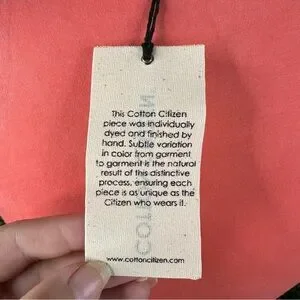 This Cotton Citizen
piece was individually
dyed and finished by
hand. Subtle variation
in color from garment
to garment is the natural
result of this distinctive
process, ensuring each
piece is as unique as the
Citizen who wears it.
www.cottoncitizen.com